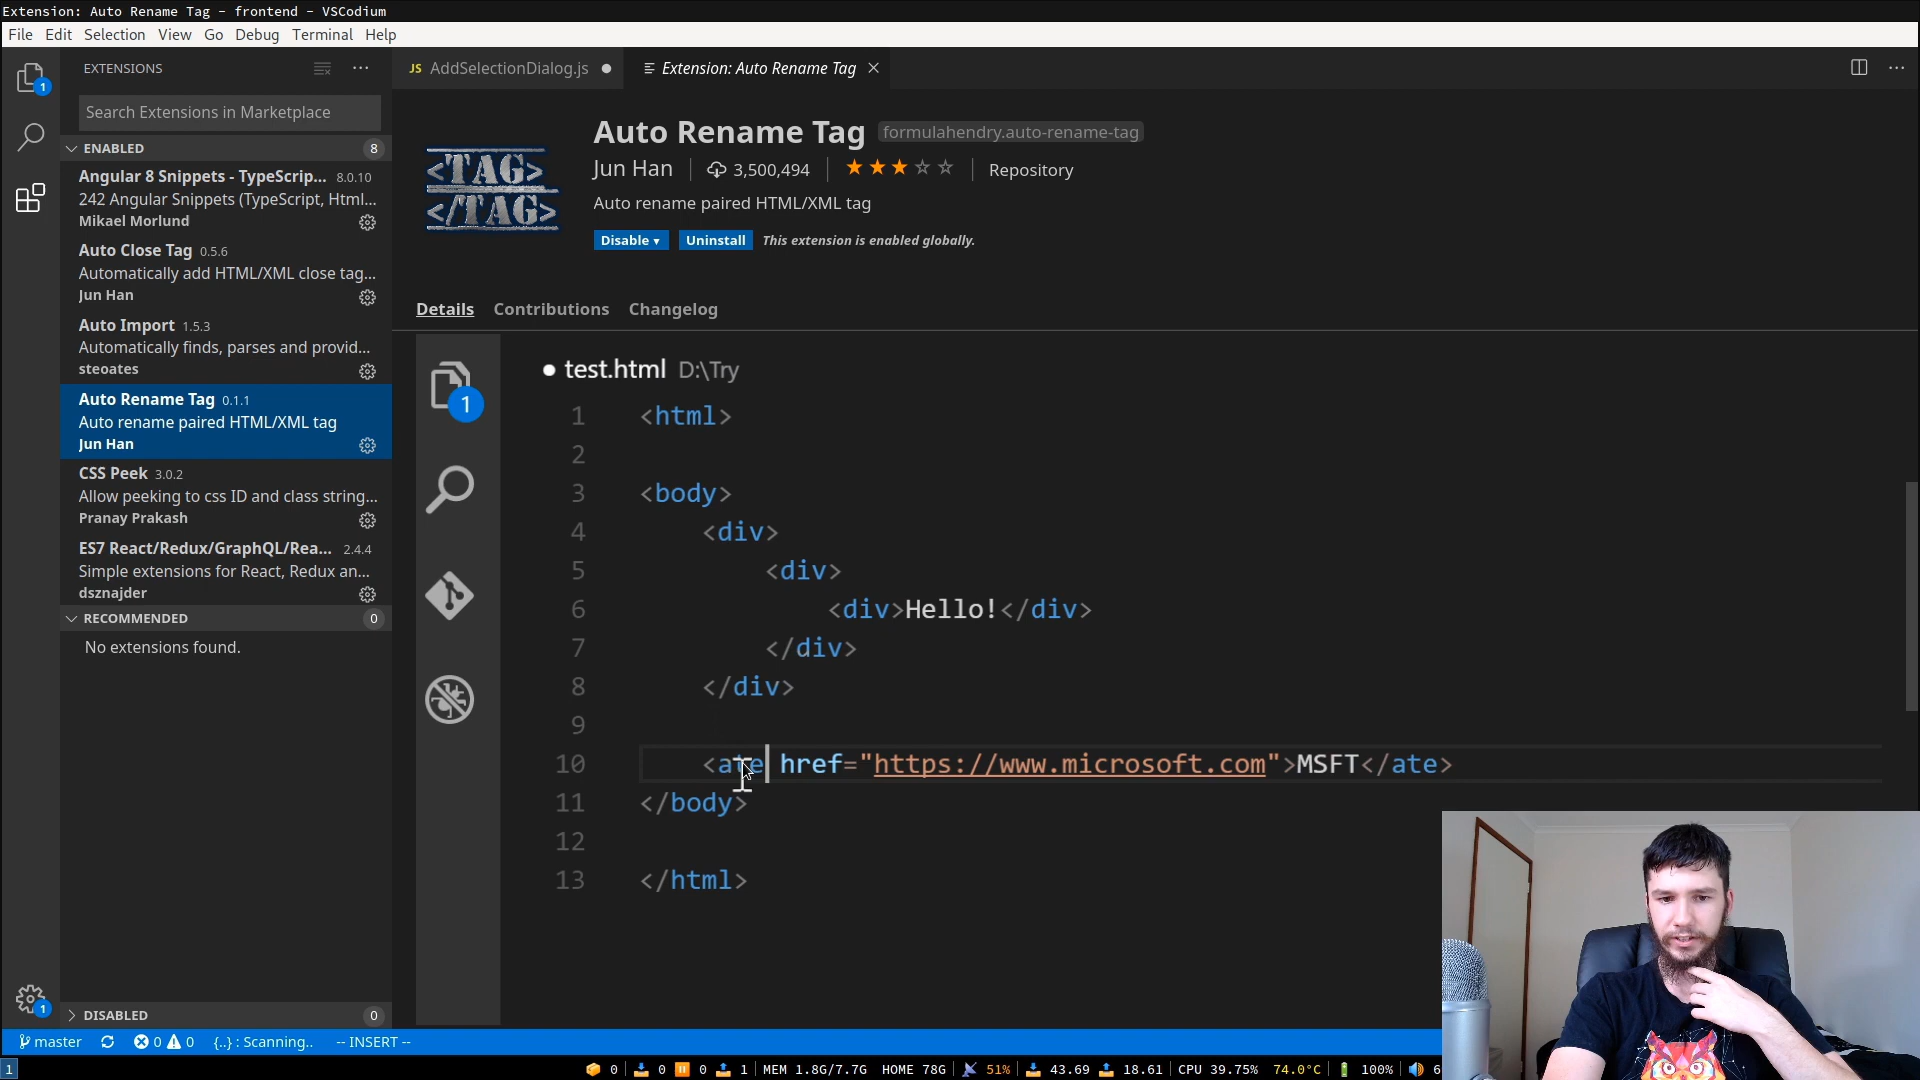 Extension: Auto Rename Tag - frontend - VSCodium
File Edit Selection View Go Debug Terminal Help
1
EXTENSIONS
Search Extensions in Marketplace
ENABLED 8
Angular 8 Snippets - TypeScrip... 8.0.10
242 Angular Snippets (TypeScript, Html...
Mikael Morlund
Auto Close Tag 0.5.6
Automatically add HTML/XML close tag...
Jun Han
Auto Import 1.5.3
Automatically finds, parses and provid...
steoates
Auto Rename Tag 0.1.1
Auto rename paired HTML/XML tag
Jun Han
CSS Peek 3.0.2
Allow peeking to css ID and class string...
Pranay Prakash
ES7 React/Redux/GraphQL/Rea... 2.4.4
Simple extensions for React, Redux an...
dsznajder
RECOMMENDED 0
No extensions found.
DISABLED 0
1
JS AddSelectionDialog.js
Extension: Auto Rename Tag
<TAG>
</TAG>
Auto Rename Tag formulahendry.auto-rename-tag
Jun Han 3,500,494 Repository
Auto rename paired HTML/XML tag
Disable Uninstall This extension is enabled globally.
Details Contributions Changelog
1
test.html D:\Try
1 <html>
2
3 <body>
4 <div>
5 <div>
6 <div>Hello!</div>
7 </div>
8 </div>
9
10 <ate href="https://www.microsoft.com">MSFT</ate>
11 </body>
12
13 </html>
master 0 0 {..} : Scanning.. -- INSERT --
1 0 0 0 1 MEM 1.8G/7.7G HOME 78G 51% 43.69 18.61 CPU 39.75% 74.0°C 100% 6